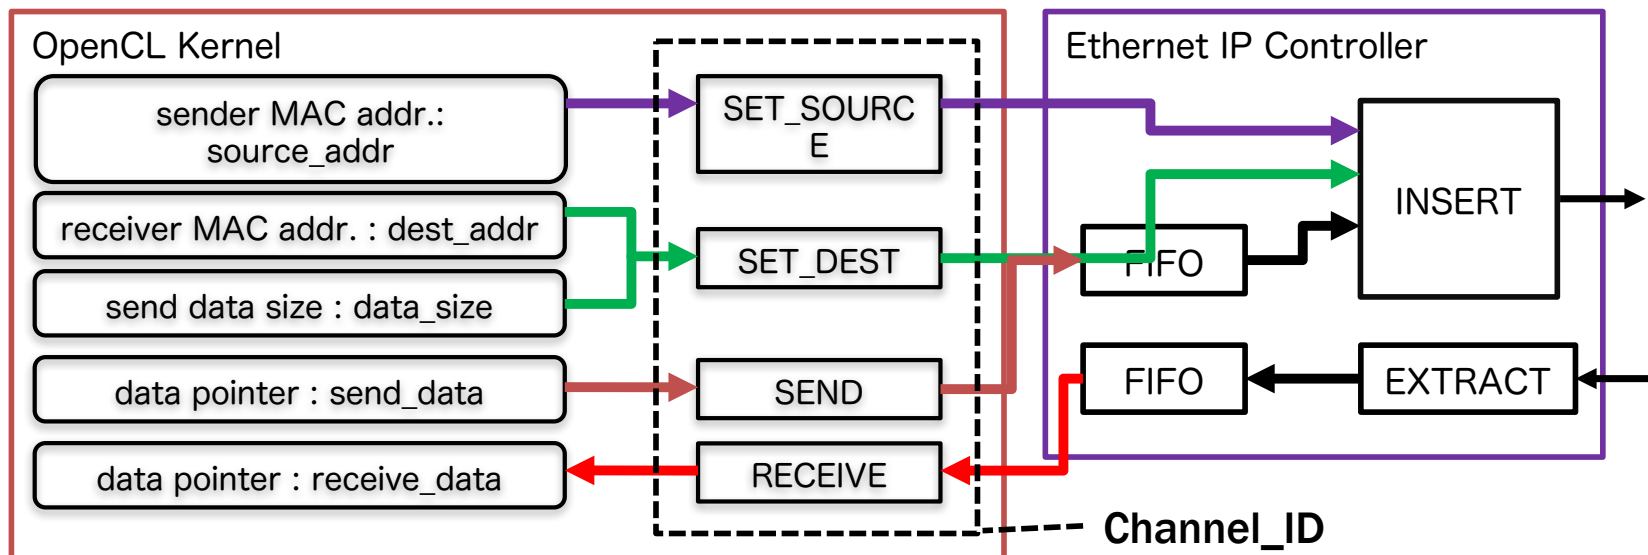 OpenCL Kernel
sender MAC addr.:
source_addr
receiver MAC addr. : dest_addr
send data size : data_size
data pointer : send_data
data pointer : receive_data
SET_SOURC
E
SET_DEST
SEND
RECEIVE
Channel_ID
Ethernet IP Controller
FIFO
INSERT
FIFO
EXTRACT